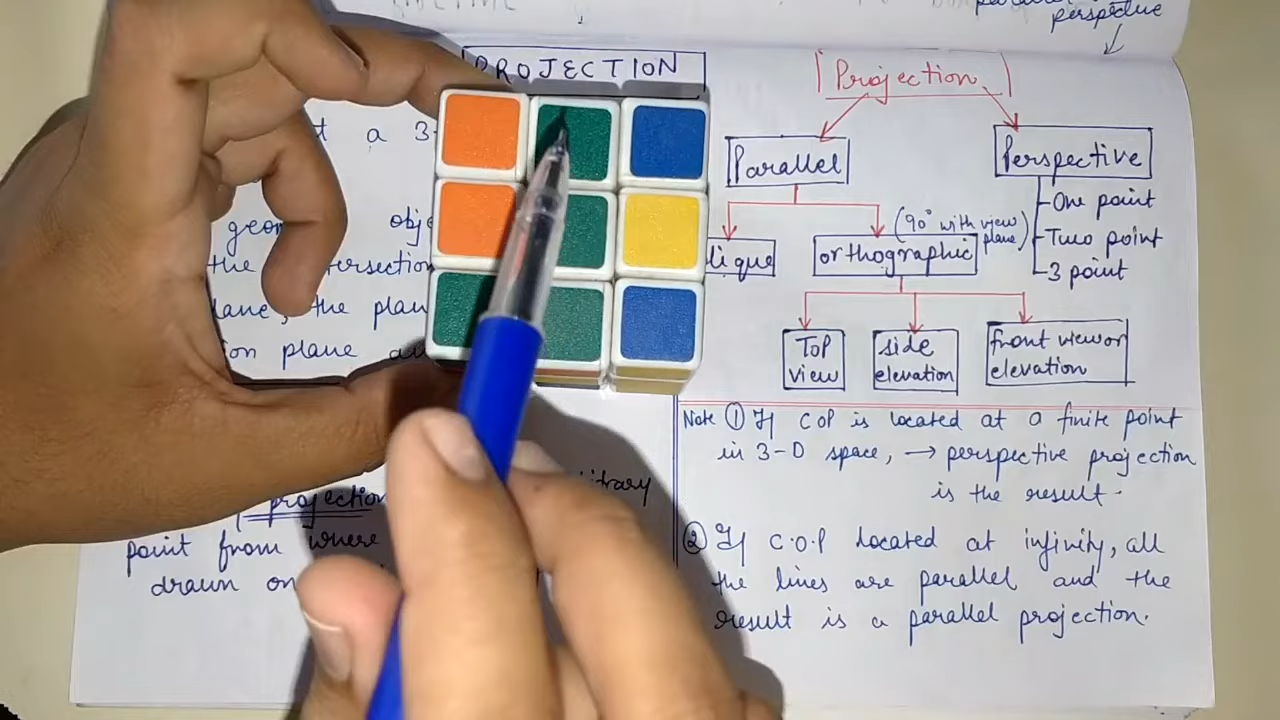 perspective
PROJECTION
a 3-
geom obje
the intersection
plane, the plan
ion plane
projection
point from where
drawn on
Projection
Parallel
Perspective
One point
Two point
3 point
lique
orthographic
(90° with view
plane)
Top
view
side
elevation
front view or
elevation
Note ① If COP is located at a finite point
in 3-D space, → perspective projection
is the result.
② If C.O.P located at infinity, all
the lines are parallel and the
result is a parallel projection.